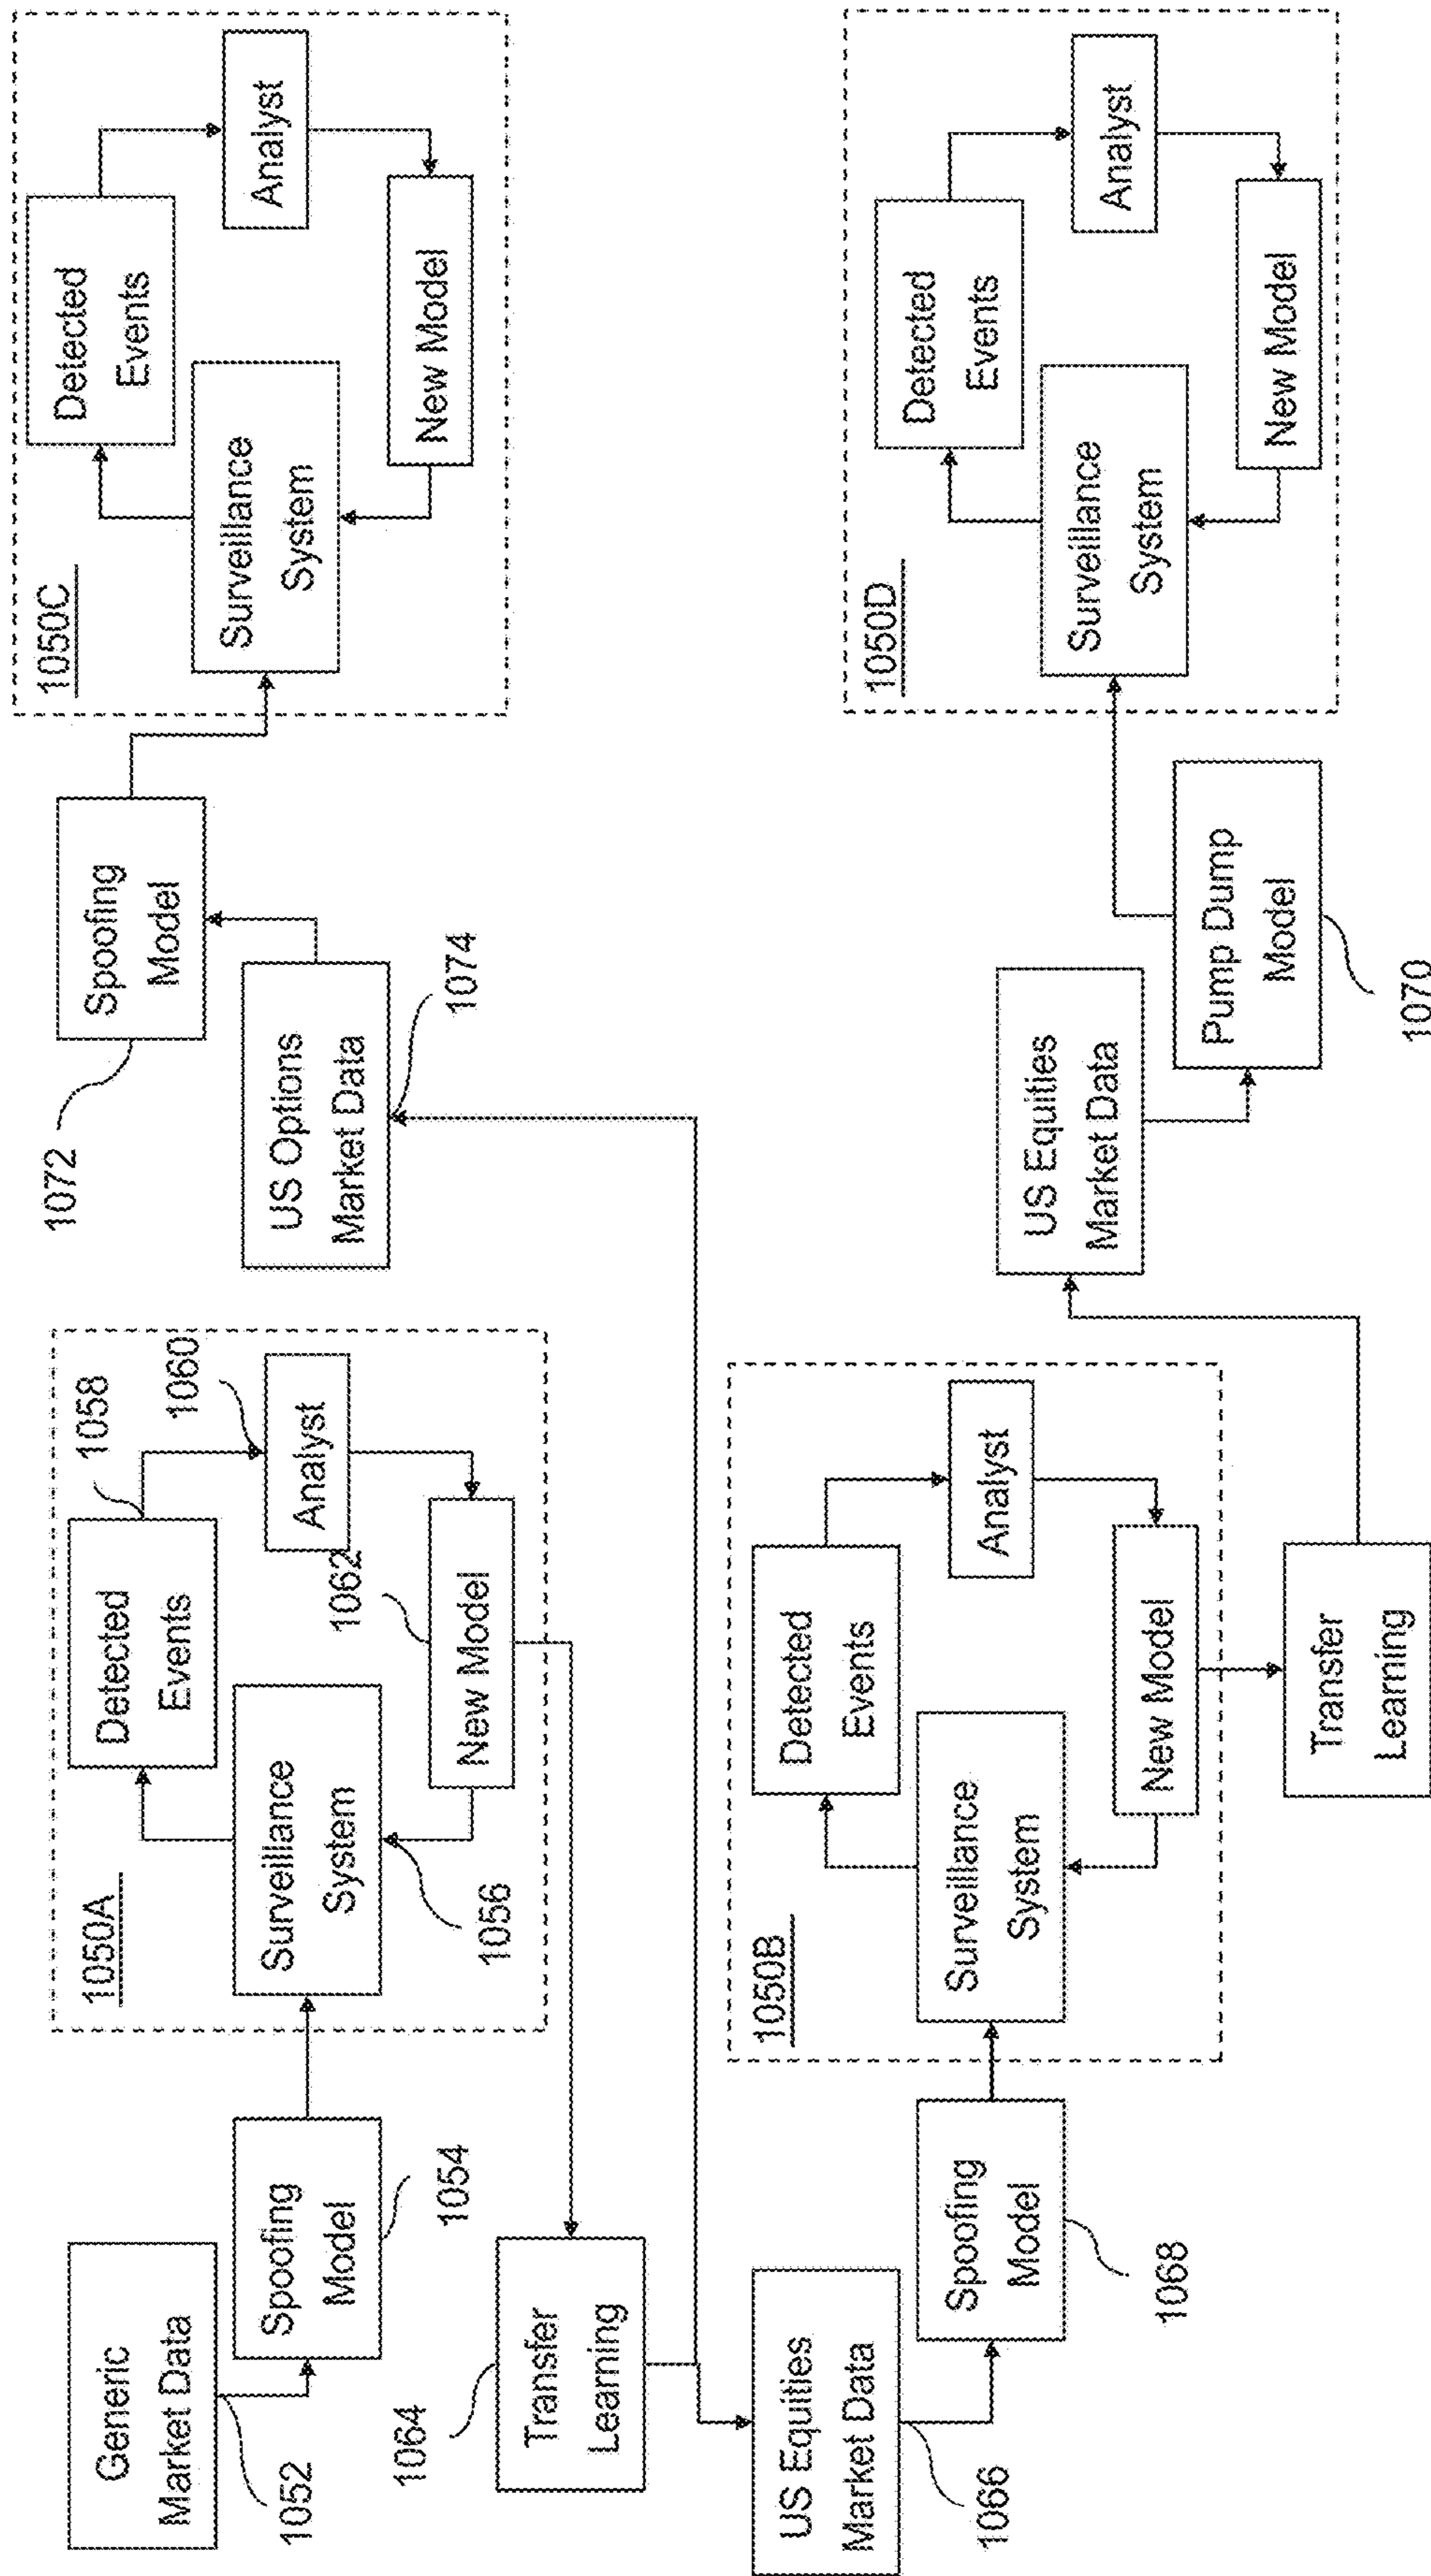 Generic
Market Data
1052
Spoofing
Model
1054
1050A
Surveillance
System
1056
Detected
Events
1058
1060
Analyst
1062
New Model
1064
Transfer
Learning
1072
Spoofing
Model
US Options
Market Data
1074
1050C
Surveillance
System
Detected
Events
Analyst
New Model
US Equities
Market Data
1066
Spoofing
Model
1068
1050B
Surveillance
System
Detected
Events
Analyst
New Model
Transfer
Learning
US Equities
Market Data
Pump Dump
Model
1070
1050D
Surveillance
System
Detected
Events
Analyst
New Model